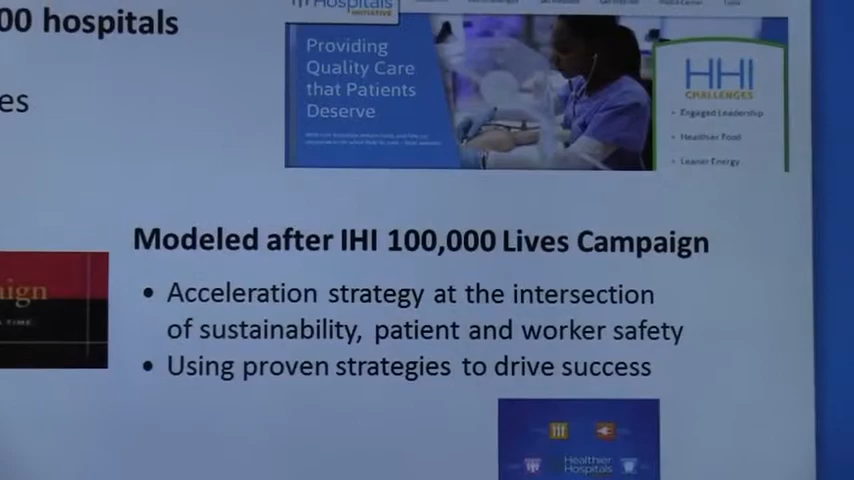 00 hospitals
Hospitals
INITIATIVE
Providing
Quality Care
that Patients
Deserve
HHI
CHALLENGES
Engaged Leadership
Healthier Food
Leaner Energy
es
Modeled after IHI 100,000 Lives Campaign
• Acceleration strategy at the intersection
of sustainability, patient and worker safety
• Using proven strategies to drive success
aign
TIME
Healthier
Hospitals